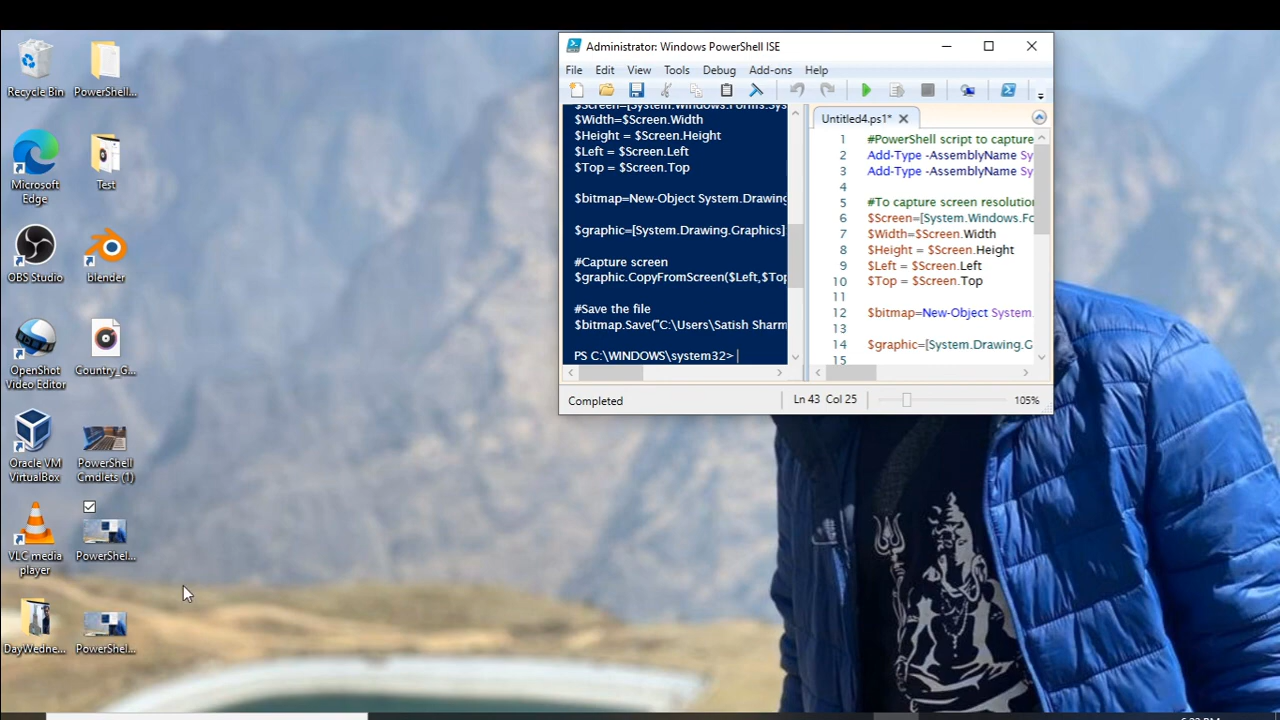 Recycle Bin
PowerShell...
Microsoft
Edge
Test
OBS Studio
blender
OpenShot
Video Editor
Country_G...
Oracle VM
VirtualBox
PowerShell
Cmdlets (1)
VLC media
player
PowerShel...
DayWedne...
PowerShel...
Administrator: Windows PowerShell ISE
File Edit View Tools Debug Add-ons Help
$Screen=[System.Windows.Forms.Sys
$Width=$Screen.Width
$Height = $Screen.Height
$Left = $Screen.Left
$Top = $Screen.Top
$bitmap=New-Object System.Drawing
$graphic=[System.Drawing.Graphics]
#Capture screen
$graphic.CopyFromScreen($Left,$Top
#Save the file
$bitmap.Save("C:\Users\Satish Sharm
PS C:\WINDOWS\system32>
Untitled4.ps1*
1 #PowerShell script to capture
2 Add-Type -AssemblyName Sy
3 Add-Type -AssemblyName Sy
4
5 #To capture screen resolution
6 $Screen=[System.Windows.Fo
7 $Width=$Screen.Width
8 $Height = $Screen.Height
9 $Left = $Screen.Left
10 $Top = $Screen.Top
11
12 $bitmap=New-Object System.
13
14 $graphic=[System.Drawing.G
15
Completed
Ln 43 Col 25
105%